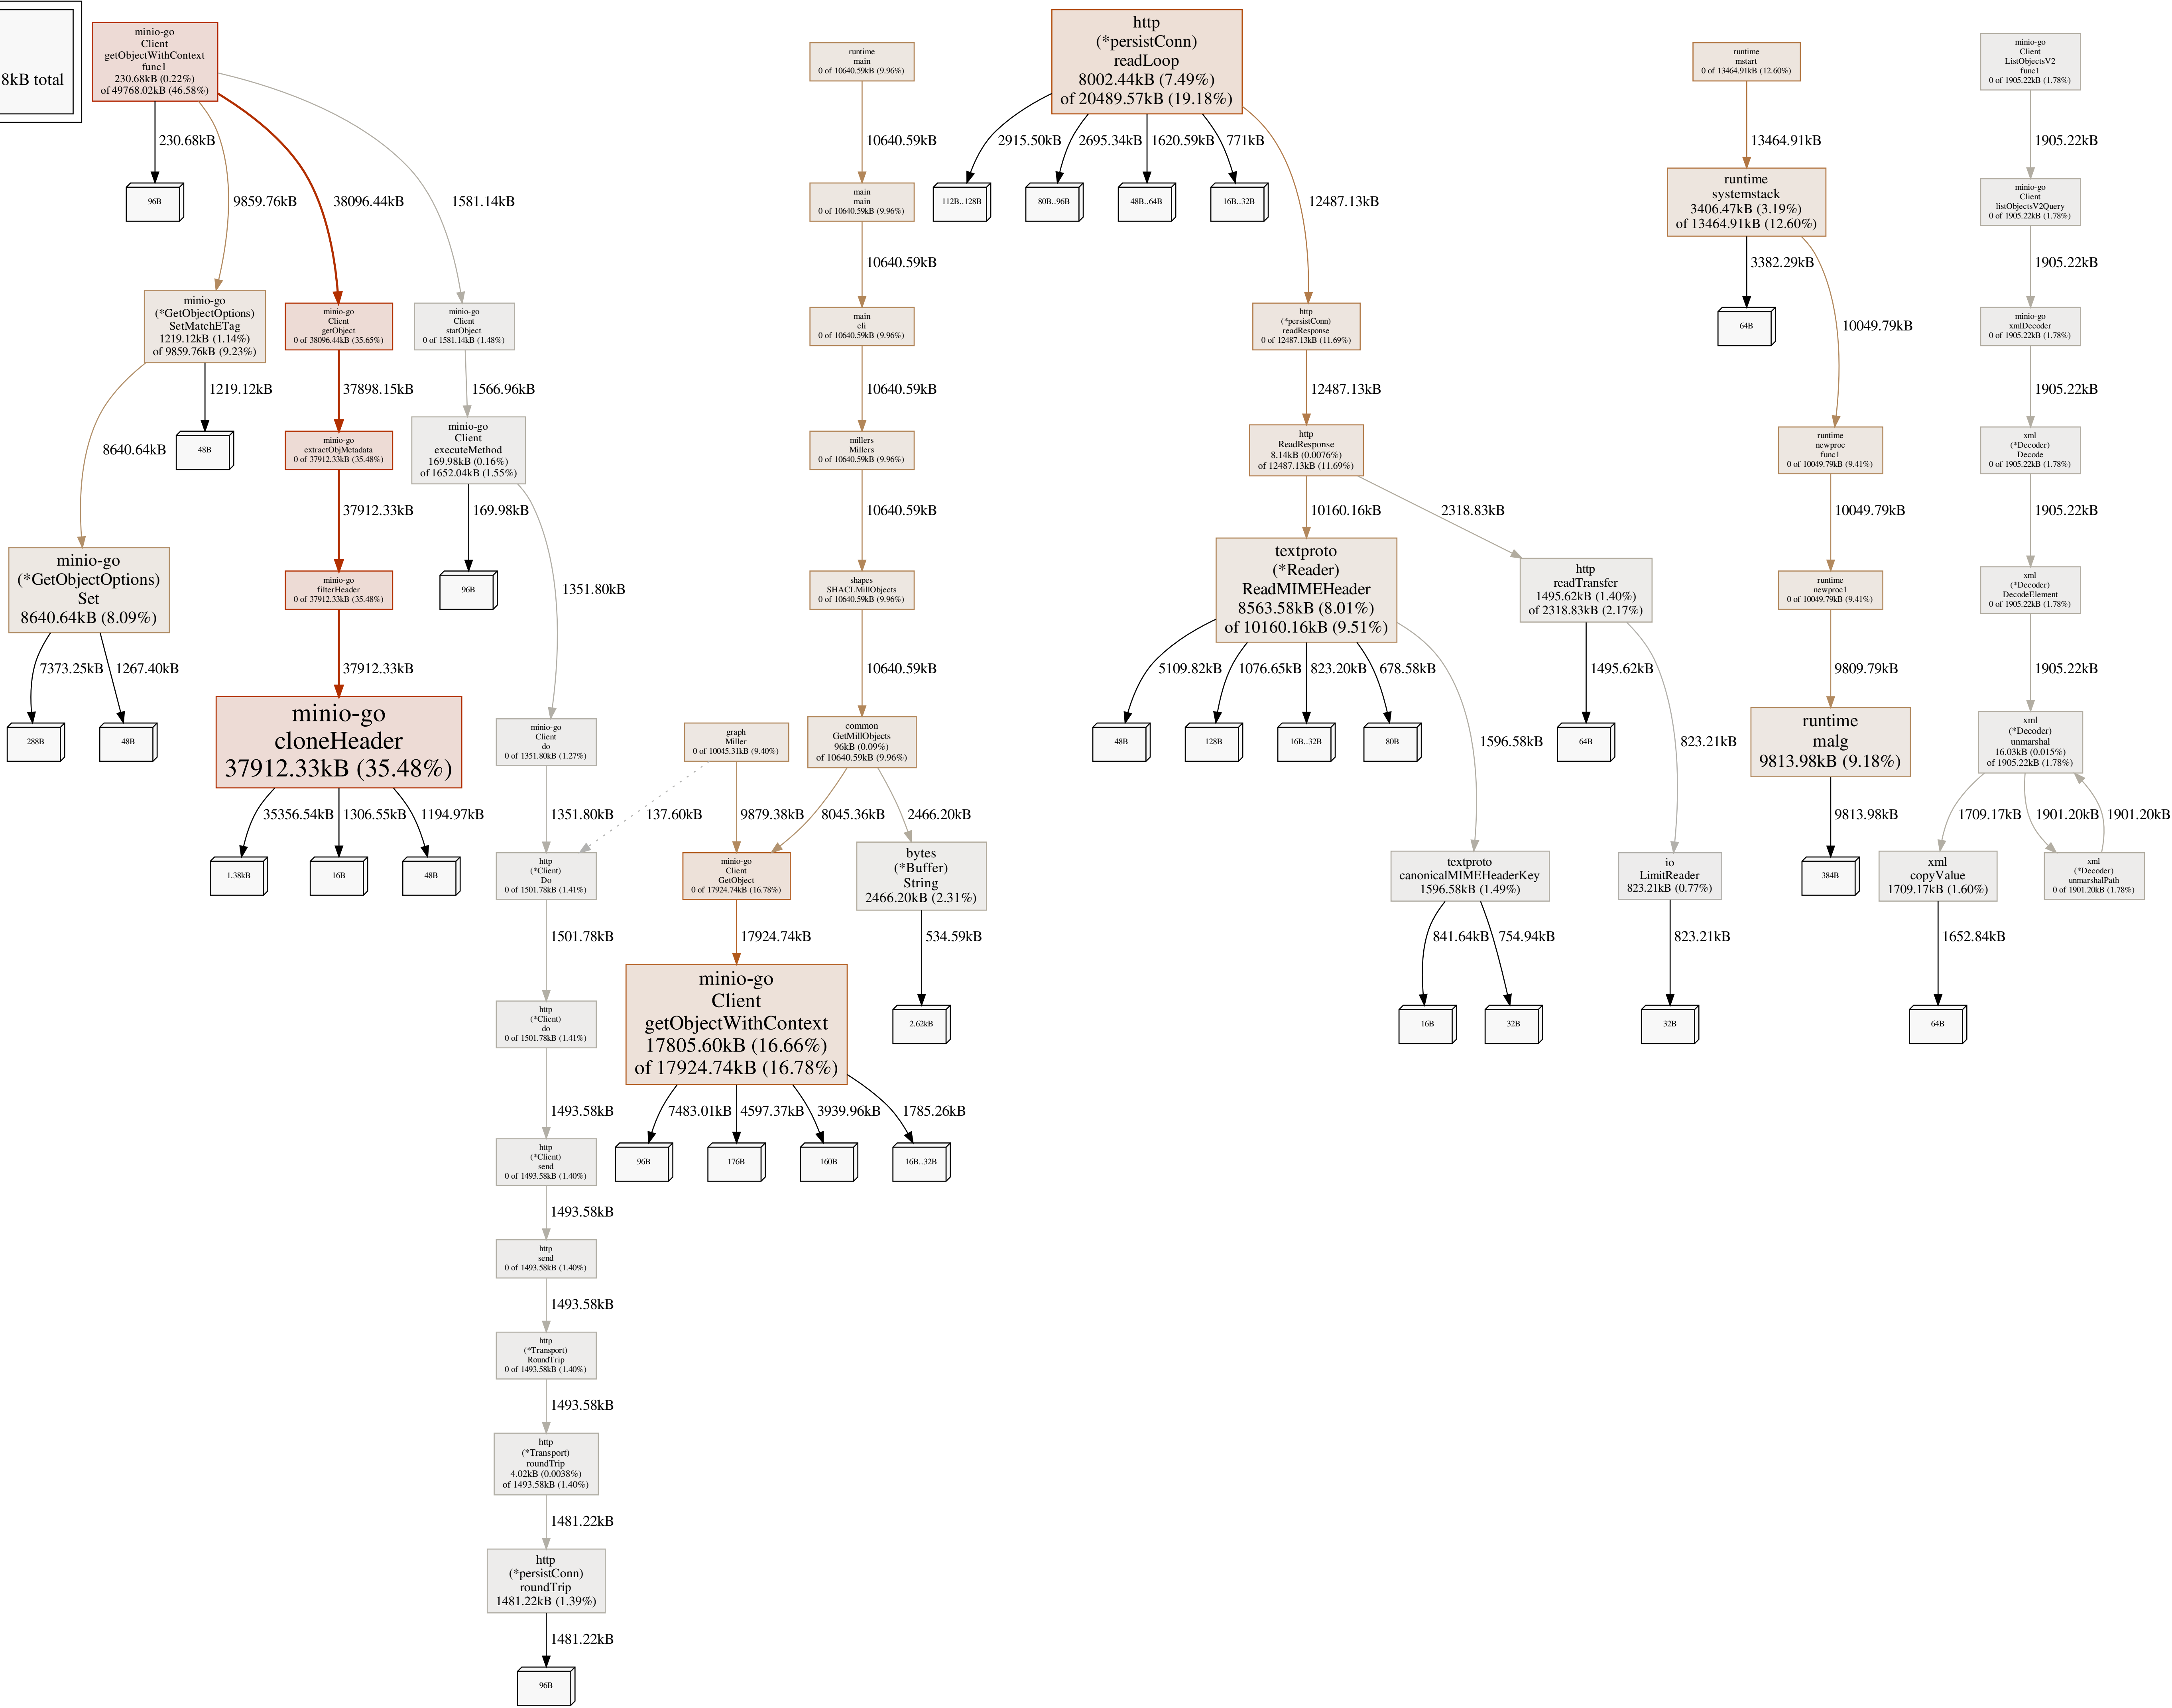 8kB total
minio-go
Client
getObjectWithContext
func1
230.68kB (0.22%)
of 49768.02kB (46.58%)
runtime
main
0 of 10640.59kB (9.96%)
http
(*persistConn)
readLoop
8002.44kB (7.49%)
of 20489.57kB (19.18%)
runtime
mstart
0 of 13464.91kB (12.60%)
minio-go
Client
ListObjectsV2
func1
0 of 1905.22kB (1.78%)
230.68kB
10640.59kB
2915.50kB
2695.34kB
1620.59kB
771kB
13464.91kB
1905.22kB
96B
9859.76kB
38096.44kB
1581.14kB
main
main
0 of 10640.59kB (9.96%)
112B..128B
80B..96B
48B..64B
16B..32B
12487.13kB
runtime
systemstack
3406.47kB (3.19%)
of 13464.91kB (12.60%)
minio-go
Client
listObjectsV2Query
0 of 1905.22kB (1.78%)
10640.59kB
3382.29kB
1905.22kB
minio-go
(*GetObjectOptions)
SetMatchETag
1219.12kB (1.14%)
of 9859.76kB (9.23%)
minio-go
Client
getObject
0 of 38096.44kB (35.65%)
minio-go
Client
statObject
0 of 1581.14kB (1.48%)
main
cli
0 of 10640.59kB (9.96%)
http
(*persistConn)
readResponse
0 of 12487.13kB (11.69%)
64B
10049.79kB
minio-go
xmlDecoder
0 of 1905.22kB (1.78%)
1219.12kB
37898.15kB
1566.96kB
10640.59kB
12487.13kB
1905.22kB
8640.64kB
48B
minio-go
extractObjMetadata
0 of 37912.33kB (35.48%)
minio-go
Client
executeMethod
169.98kB (0.16%)
of 1652.04kB (1.55%)
millers
Millers
0 of 10640.59kB (9.96%)
http
ReadResponse
8.14kB (0.0076%)
of 12487.13kB (11.69%)
runtime
newproc
func1
0 of 10049.79kB (9.41%)
xml
(*Decoder)
Decode
0 of 1905.22kB (1.78%)
37912.33kB
169.98kB
10640.59kB
10160.16kB
2318.83kB
10049.79kB
1905.22kB
minio-go
(*GetObjectOptions)
Set
8640.64kB (8.09%)
minio-go
filterHeader
0 of 37912.33kB (35.48%)
96B
1351.80kB
shapes
SHACLMillObjects
0 of 10640.59kB (9.96%)
textproto
(*Reader)
ReadMIMEHeader
8563.58kB (8.01%)
of 10160.16kB (9.51%)
http
readTransfer
1495.62kB (1.40%)
of 2318.83kB (2.17%)
runtime
newproc1
0 of 10049.79kB (9.41%)
xml
(*Decoder)
DecodeElement
0 of 1905.22kB (1.78%)
7373.25kB
1267.40kB
37912.33kB
10640.59kB
5109.82kB
1076.65kB
823.20kB
678.58kB
1495.62kB
9809.79kB
1905.22kB
288B
48B
minio-go
cloneHeader
37912.33kB (35.48%)
minio-go
Client
do
0 of 1351.80kB (1.27%)
graph
Miller
0 of 10045.31kB (9.40%)
common
GetMillObjects
96kB (0.09%)
of 10640.59kB (9.96%)
48B
128B
16B..32B
80B
1596.58kB
64B
823.21kB
runtime
malg
9813.98kB (9.18%)
xml
(*Decoder)
unmarshal
16.03kB (0.015%)
of 1905.22kB (1.78%)
35356.54kB
1306.55kB
1194.97kB
1351.80kB
137.60kB
9879.38kB
8045.36kB
2466.20kB
9813.98kB
1709.17kB
1901.20kB
1901.20kB
1.38kB
16B
48B
http
(*Client)
Do
0 of 1501.78kB (1.41%)
minio-go
Client
GetObject
0 of 17924.74kB (16.78%)
bytes
(*Buffer)
String
2466.20kB (2.31%)
textproto
canonicalMIMEHeaderKey
1596.58kB (1.49%)
io
LimitReader
823.21kB (0.77%)
384B
xml
copyValue
1709.17kB (1.60%)
xml
(*Decoder)
unmarshalPath
0 of 1901.20kB (1.78%)
1501.78kB
17924.74kB
534.59kB
841.64kB
754.94kB
823.21kB
1652.84kB
http
(*Client)
do
0 of 1501.78kB (1.41%)
minio-go
Client
getObjectWithContext
17805.60kB (16.66%)
of 17924.74kB (16.78%)
2.62kB
16B
32B
32B
64B
1493.58kB
7483.01kB
4597.37kB
3939.96kB
1785.26kB
http
(*Client)
send
0 of 1493.58kB (1.40%)
96B
176B
160B
16B..32B
1493.58kB
http
send
0 of 1493.58kB (1.40%)
1493.58kB
http
(*Transport)
RoundTrip
0 of 1493.58kB (1.40%)
1493.58kB
http
(*Transport)
roundTrip
4.02kB (0.0038%)
of 1493.58kB (1.40%)
1481.22kB
http
(*persistConn)
roundTrip
1481.22kB (1.39%)
1481.22kB
96B